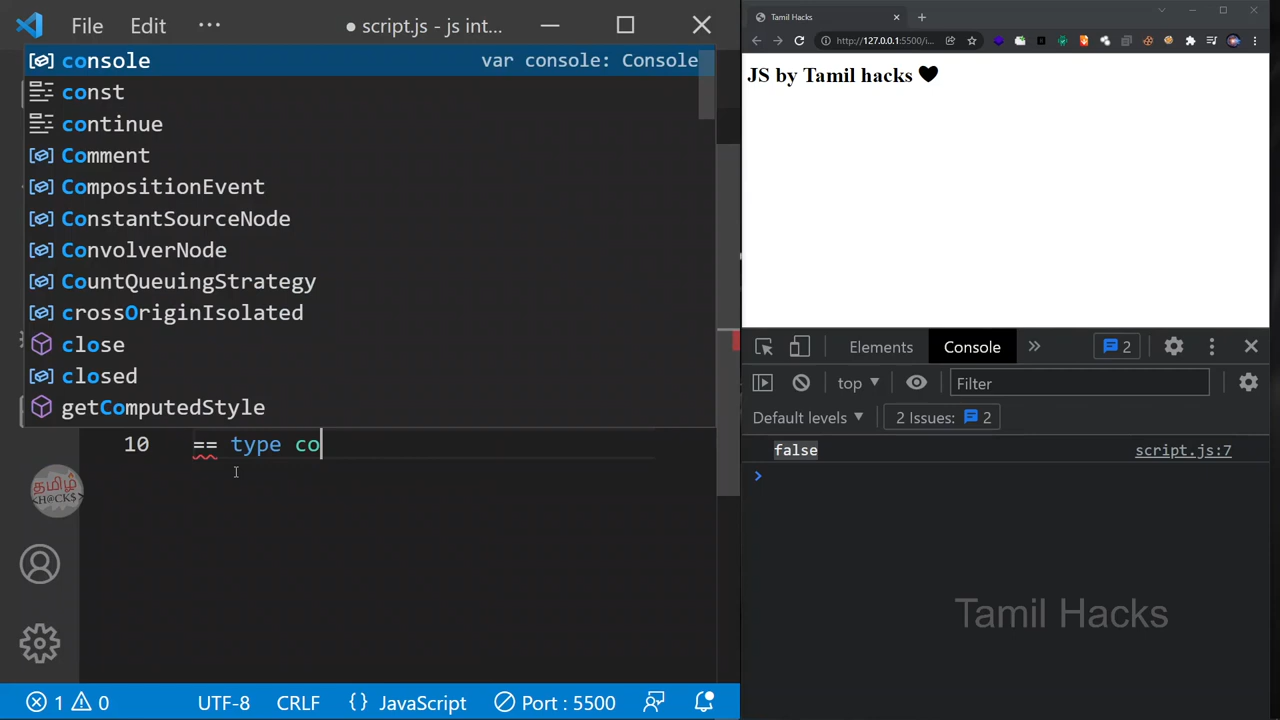 File Edit ··· ● script.js - js int...
console var console: Console
const
continue
Comment
CompositionEvent
ConstantSourceNode
ConvolverNode
CountQueuingStrategy
crossOriginIsolated
close
closed
getComputedStyle
10 == type co
தமிழ்
<H@CK$>
1 0 UTF-8 CRLF {} JavaScript Port : 5500
Tamil Hacks
http://127.0.0.1:5500/i...
JS by Tamil hacks 🖤
Elements Console » 2
top Filter
Default levels 2 Issues: 2
false script.js:7
>
Tamil Hacks